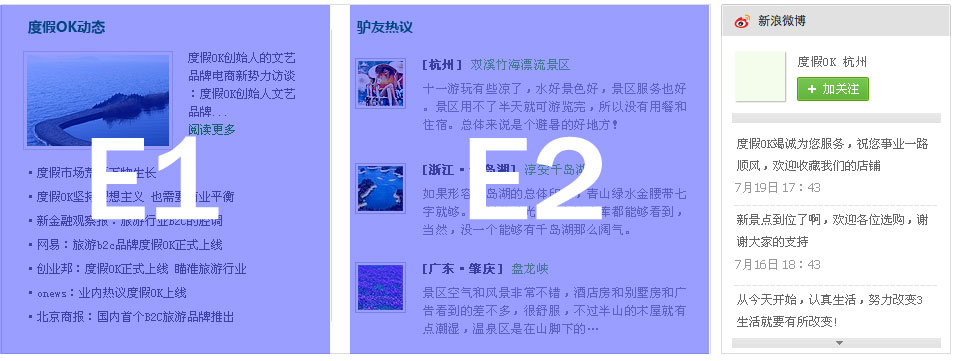 度假OK动态
度假OK创始人的文艺
品牌电商新势力访谈
：度假OK创始人文艺
品牌...
阅读更多
E1
· 度假市场
生长
· 度假OK坚持
想主义 也需要
业平衡
· 新金融观察报：旅游行业B2C的腔调
· 网易：旅游b2c品牌度假OK正式上线
· 创业邦：度假OK正式上线 瞄准旅游行业
· onews：业内热议度假OK上线
· 北京商报：国内首个B2C旅游品牌推出
驴友热议
[杭州] 双溪竹海漂流景区
十一游玩有些凉了，水好景色好，景区服务也好
。景区用不了半天就可游览完，所以没有用餐和
住宿。总体来说是个避暑的好地方！
E2
[浙江·
岛湖] 淳安千岛湖
如果形容
岛湖的总体印
，青山绿水金腰带七
字就够。
都能够看到，
当然，没一个能够有千岛湖那么阔气。
[广东·肇庆] 盘龙峡
景区空气和风景非常不错，酒店房和别墅房和广
告看到的差不多，很舒服，不过半山的木屋就有
点潮湿，温泉区是在山脚下的…
新浪微博
度假OK 杭州
+ 加关注
度假OK竭诚为您服务，祝您事业一路
顺风，欢迎收藏我们的店铺
7月19日 17：43
新景点到位了啊，欢迎各位选购，谢
谢大家的支持
7月16日 18：43
从今天开始，认真生活，努力改变3
生活就要有所改变!